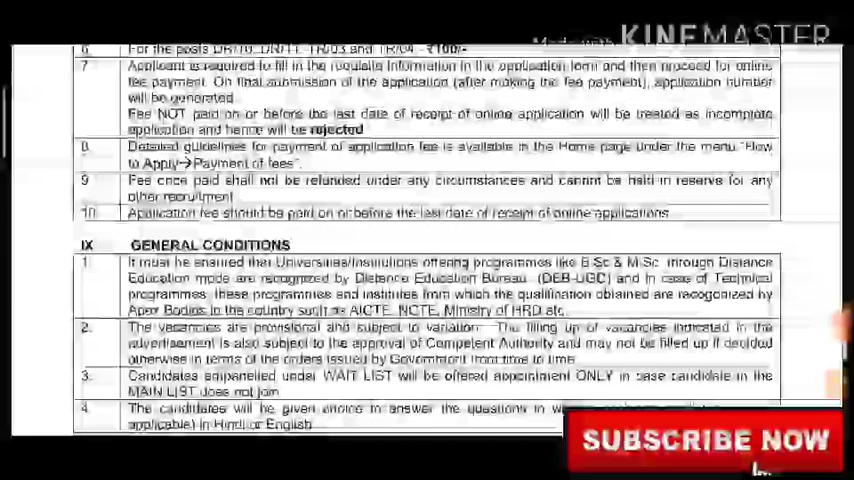 Made with KINEMASTER
6 For the posts DR/10, DR/11, TR/03 and TR/04 - ₹100/-
7 Applicant is required to fill in the requisite information in the application form and then proceed for online
fee payment. On final submission of the application (after making the fee payment), application number
will be generated
Fee NOT paid on or before the last date of receipt of online application will be treated as incomplete
application and hence will be rejected
8 Detailed guidelines for payment of application fee is available in the Home page under the menu "How
to Apply→Payment of fees".
9 Fee once paid shall not be refunded under any circumstances and cannot be held in reserve for any
other recruitment
10. Application fee should be paid on or before the last date of receipt of online applications
IX GENERAL CONDITIONS
1. It must be ensured that Universities/Institutions offering programmes like B.Sc & M.Sc. through Distance
Education mode are recognized by Distance Education Bureau (DEB-UGC) and in case of Technical
programmes, these programmes and institutes from which the qualification obtained are recognized by
Apex Bodies in the country such as AICTE, NCTE, Ministry of HRD etc.
2. The vacancies are provisional and subject to variation. The filling up of vacancies indicated in the
advertisement is also subject to the approval of Competent Authority and may not be filled up if decided
otherwise in terms of the orders issued by Government from time to time
3. Candidates empanelled under WAIT LIST will be offered appointment ONLY in case candidate in the
MAIN LIST does not join
4 The candidates will be given choice to answer the questions in
applicable) in Hindi or English
SUBSCRIBE NOW